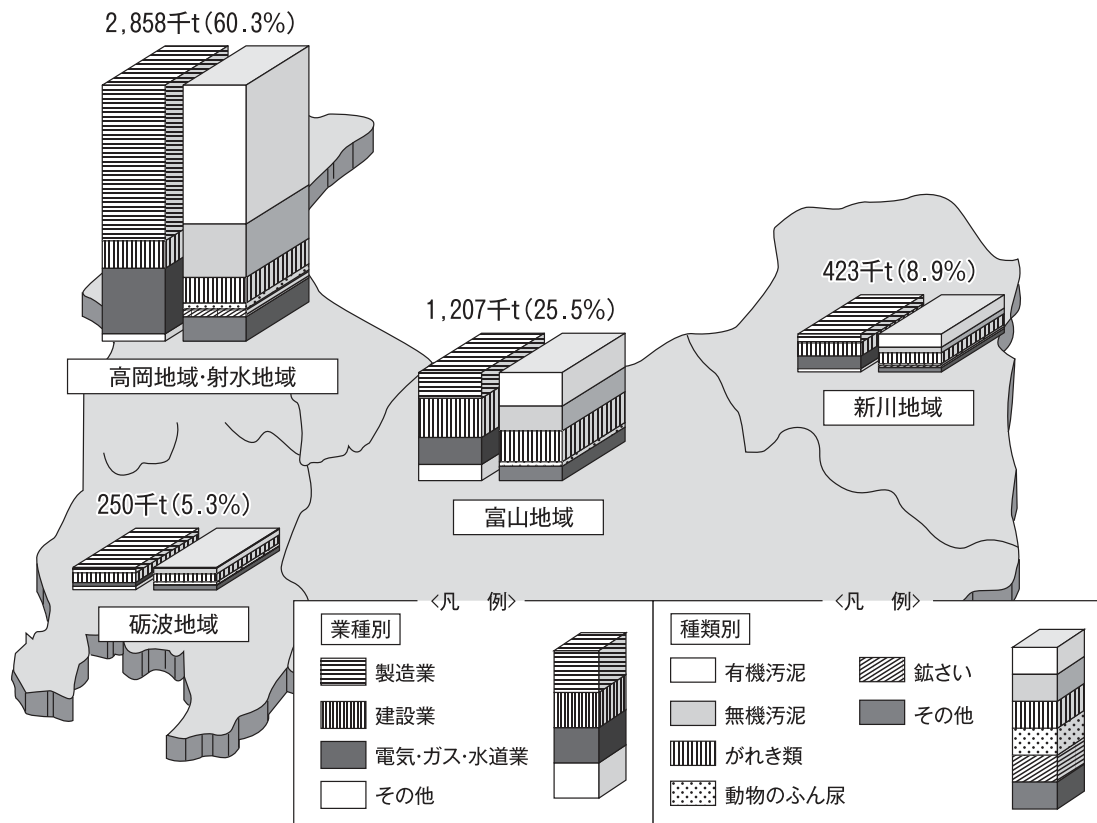 2,858千t(60.3%)
高岡地域・射水地域
1,207千t(25.5%)
富山地域
423千t(8.9%)
新川地域
250千t(5.3%)
砺波地域
<凡　例>
業種別
製造業
建設業
電気・ガス・水道業
その他
<凡　例>
種類別
有機汚泥
無機汚泥
がれき類
動物のふん尿
鉱さい
その他